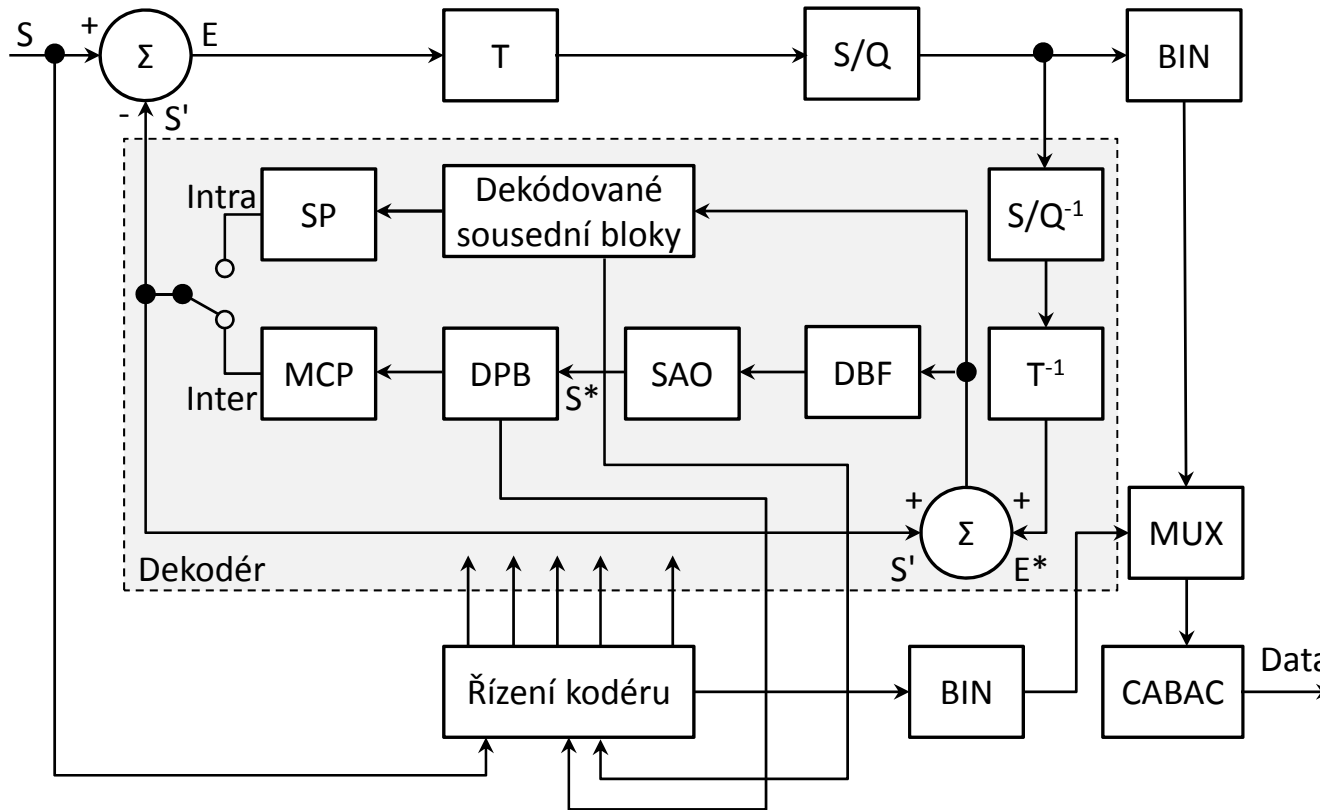 S
+
Σ
E
T
S/Q
BIN
-
S'
Intra
SP
Dekódované
sousední bloky
S/Q⁻¹
Inter
MCP
DPB
S*
SAO
DBF
T⁻¹
+
+
Σ
S'
E*
MUX
Dekodér
Řízení kodéru
BIN
CABAC
Data